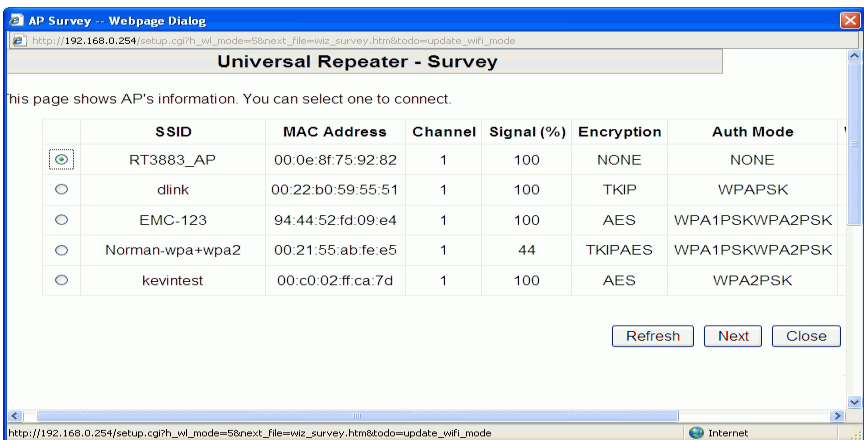 AP Survey -- Webpage Dialog
http://192.168.0.254/setup.cgi?h_wl_mode=5&next_file=wiz_survey.htm&todo=update_wifi_mode
Universal Repeater - Survey
his page shows AP's information. You can select one to connect.
SSID MAC Address Channel Signal (%) Encryption Auth Mode
RT3883_AP 00:0e:8f:75:92:82 1 100 NONE NONE
dlink 00:22:b0:59:55:51 1 100 TKIP WPAPSK
EMC-123 94:44:52:fd:09:e4 1 100 AES WPA1PSKWPA2PSK
Norman-wpa+wpa2 00:21:55:ab:fe:e5 1 44 TKIPAES WPA1PSKWPA2PSK
kevintest 00:c0:02:ff:ca:7d 1 100 AES WPA2PSK
Refresh Next Close
http://192.168.0.254/setup.cgi?h_wl_mode=5&next_file=wiz_survey.htm&todo=update_wifi_mode Internet